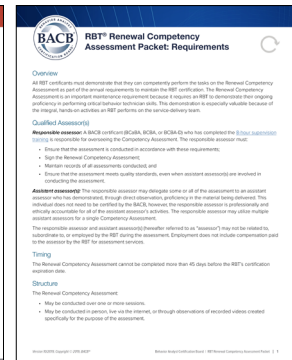 BACB
RBT® Renewal Competency
Assessment Packet: Requirements
Overview
All RBT certificants must demonstrate that they can competently perform the tasks on the Renewal Competency
Assessment as part of the annual requirements to maintain the RBT certification. The Renewal Competency
Assessment is an important maintenance requirement because it requires an RBT to demonstrate their ongoing
proficiency in performing critical behavior technician skills. This demonstration is especially valuable because of
the integral, hands-on activities an RBT performs on the service-delivery team.
Qualified Assessor(s)
Responsible assessor: A BACB certificant (BCaBA, BCBA, or BCBA-D) who has completed the 8-hour supervision
training is responsible for overseeing the Competency Assessment. The responsible assessor must:
• Ensure that the assessment is conducted in accordance with these requirements;
• Sign the Renewal Competency Assessment;
• Maintain records of all assessments conducted; and
• Ensure that the assessment meets quality standards, even when assistant assessor(s) are involved in
conducting the assessment.
Assistant assessor(s): The responsible assessor may delegate some or all of the assessment to an assistant
assessor who has demonstrated, through direct observation, proficiency in the material being delivered. This
individual does not need to be certified by the BACB; however, the responsible assessor is professionally and
ethically accountable for all of the assistant assessor's activities. The responsible assessor may utilize multiple
assistant assessors for a single Competency Assessment.
The responsible assessor and assistant assessor(s) (hereafter referred to as "assessor") may not be related to,
subordinate to, or employed by the RBT during the assessment. Employment does not include compensation paid
to the assessor by the RBT for assessment services.
Timing
The Renewal Competency Assessment cannot be completed more than 45 days before the RBT's certification
expiration date.
Structure
The Renewal Competency Assessment:
• May be conducted over one or more sessions.
• May be conducted in person, live via the internet, or through observations of recorded videos created
specifically for the purpose of the assessment.